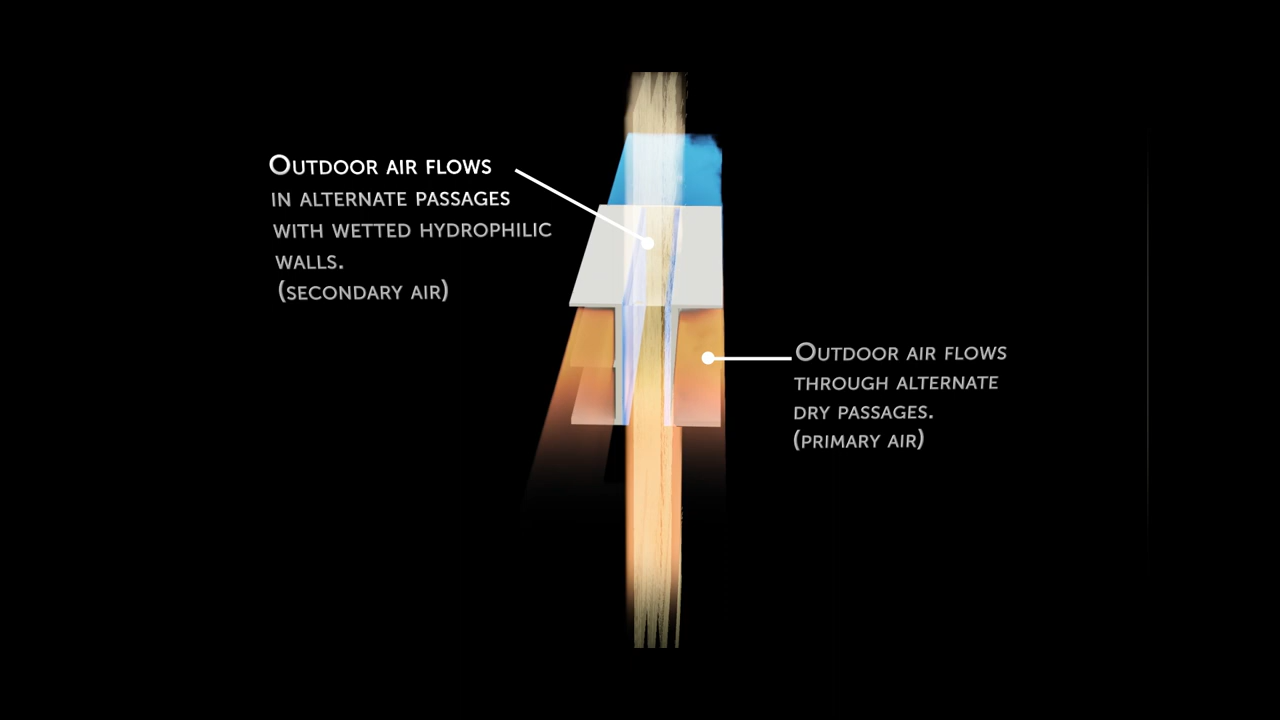 Outdoor air flows
in alternate passages
with wetted hydrophilic
walls.
(secondary air)
Outdoor air flows
through alternate
dry passages.
(primary air)